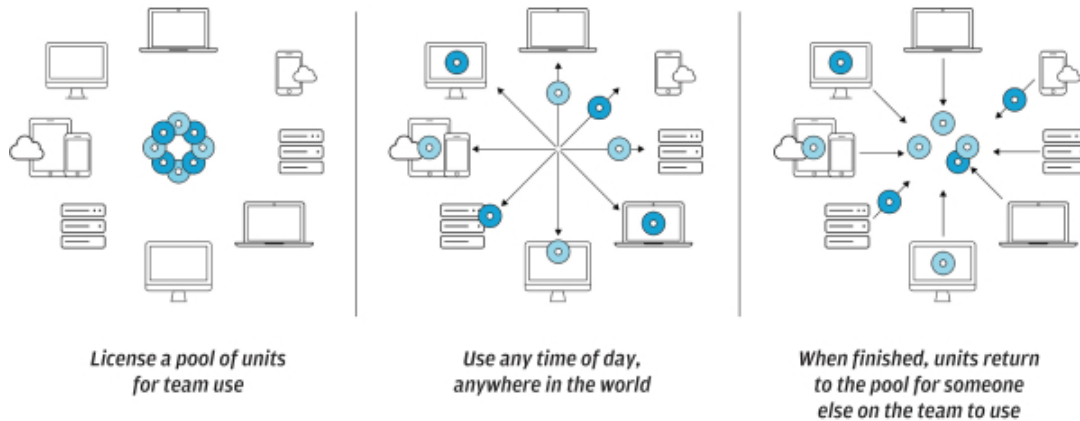 License a pool of units
for team use
Use any time of day,
anywhere in the world
When finished, units return
to the pool for someone
else on the team to use